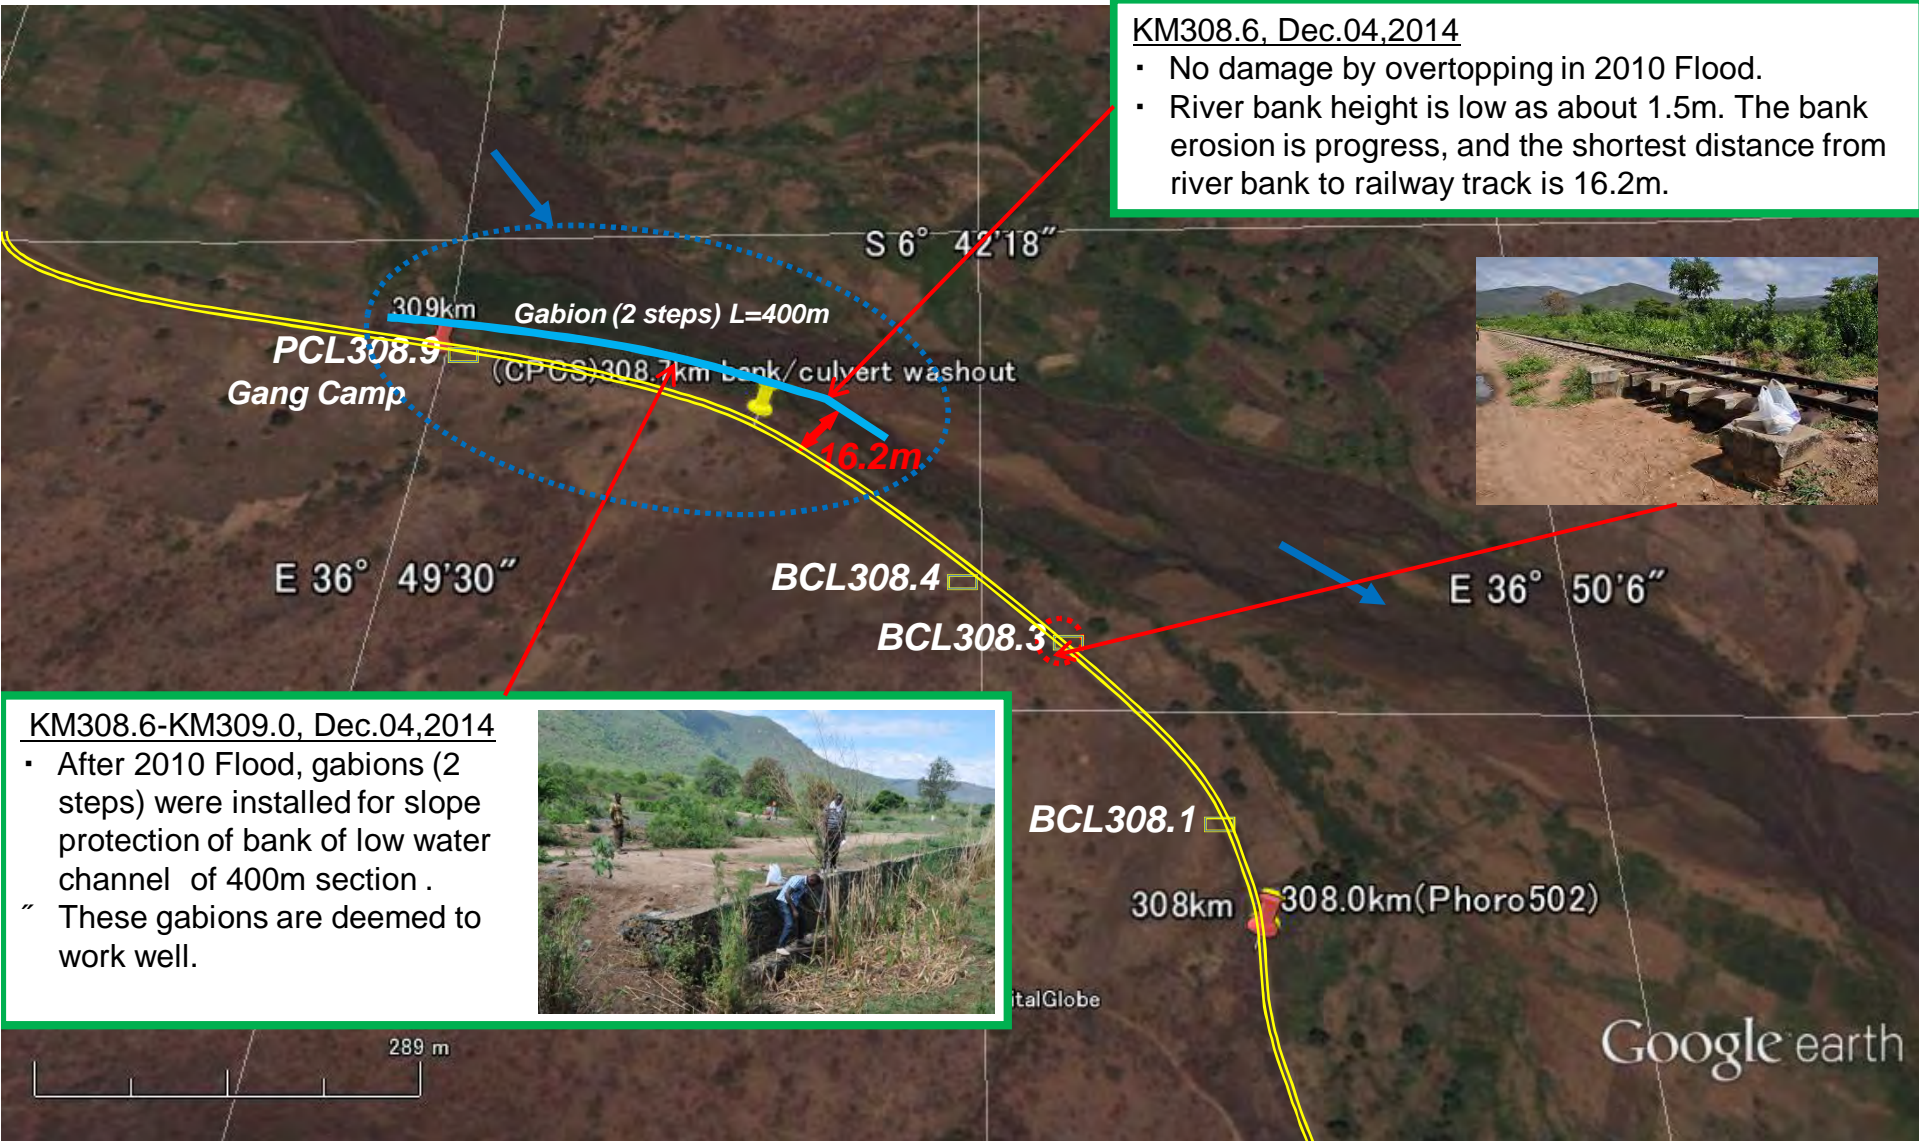 KM308.6, Dec.04,2014
・ No damage by overtopping in 2010 Flood.
・ River bank height is low as about 1.5m. The bank
erosion is progress, and the shortest distance from
river bank to railway track is 16.2m.
S 6° 42'18″
309km
Gabion (2 steps) L=400m
PCL308.9
Gang Camp
(CPCS)308.7km bank/culvert washout
16.2m
E 36° 49'30″
BCL308.4
E 36° 50'6″
BCL308.3
KM308.6-KM309.0, Dec.04,2014
・ After 2010 Flood, gabions (2
steps) were installed for slope
protection of bank of low water
channel of 400m section .
˝ These gabions are deemed to
work well.
BCL308.1
308km
308.0km(Phoro502)
italGlobe
289 m
Google earth